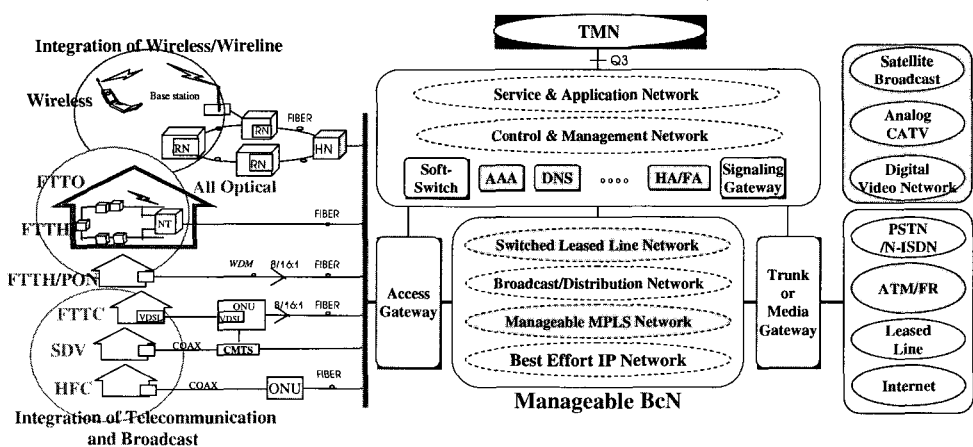 Integration of Wireless/Wireline
Wireless
Base station
RN
RN
RN
FIBER
HN
All Optical
FTTO
FTTH
NT
FIBER
FTTH/PON
WDM
8/16:1
FIBER
FTTC
VDSL
ONU
VDSL
8/16:1
FIBER
SDV
COAX
CMTS
HFC
COAX
ONU
FIBER
Integration of Telecommunication
and Broadcast
TMN
Q3
Service & Application Network
Control & Management Network
Soft-
Switch
AAA
DNS
HA/FA
Signaling
Gateway
Access
Gateway
Switched Leased Line Network
Broadcast/Distribution Network
Manageable MPLS Network
Best Effort IP Network
Manageable BcN
Trunk
or
Media
Gateway
Satellite
Broadcast
Analog
CATV
Digital
Video Network
PSTN
/N-ISDN
ATM/FR
Leased
Line
Internet